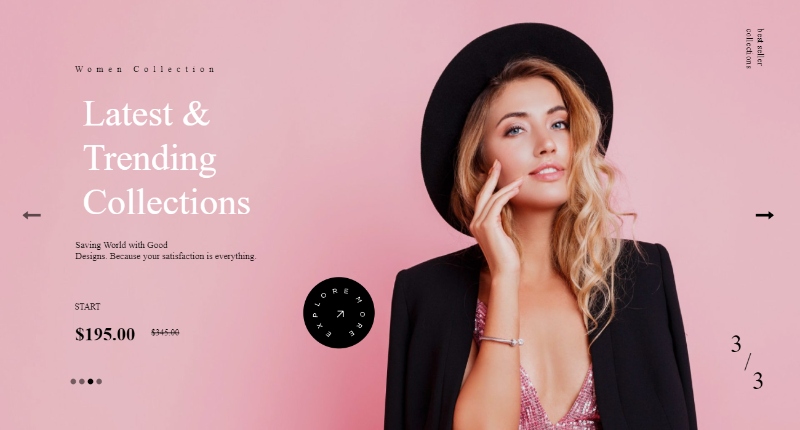 Women Collection
best seller
collections
Latest &
Trending
Collections
Saving World with Good
Designs. Because your satisfaction is everything.
EXPLORE MORE
START
$195.00 $345.00
3
/
3